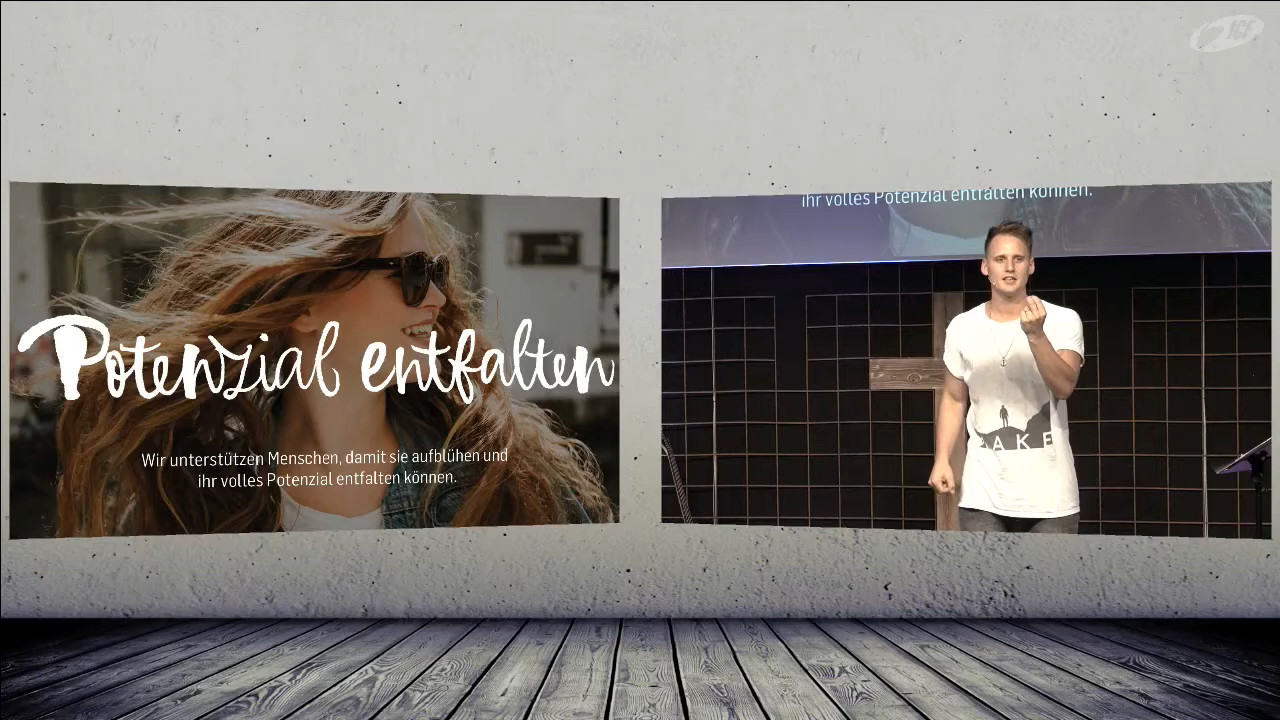 Potenzial entfalten
Wir unterstützen Menschen, damit sie aufblühen und
ihr volles Potenzial entfalten können.
ihr volles Potenzial entfalten können.
AKE
ICF